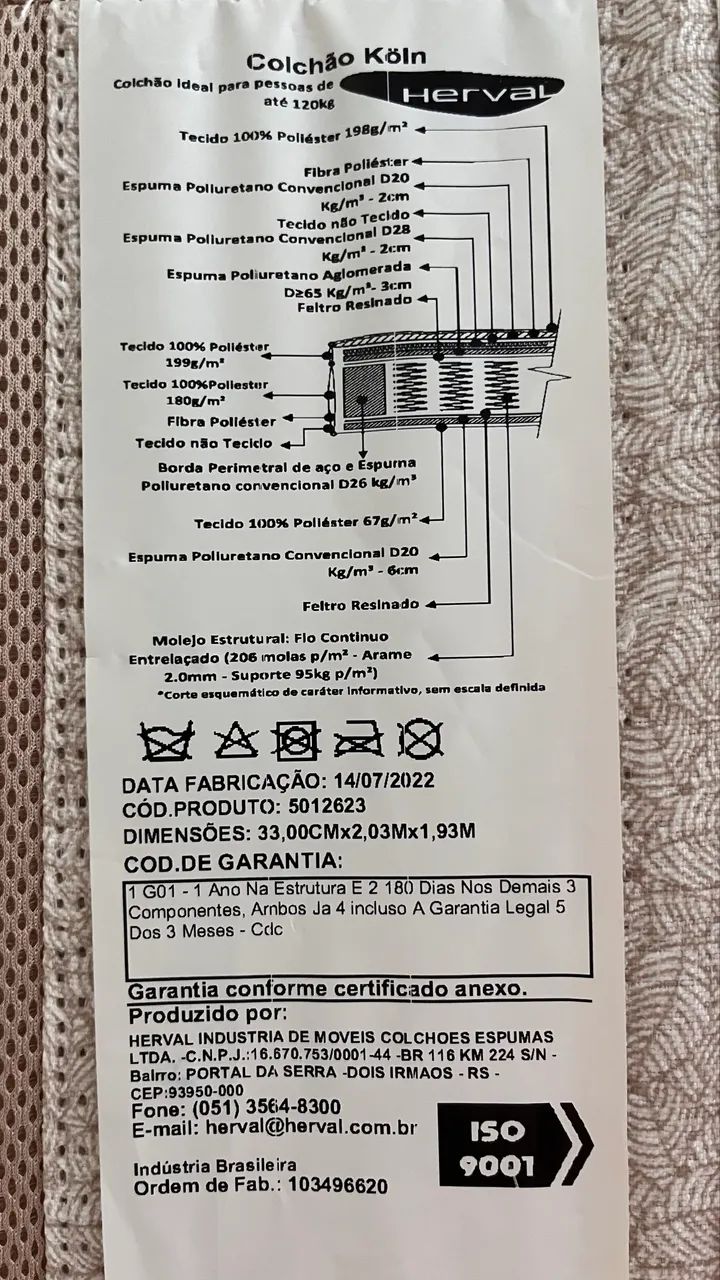 Colchão Köln
Colchão Ideal para pessoas de
até 120kg
Herval
Tecido 100% Poliéster 198g/m²
Fibra Poliéster
Espuma Poliuretano Convencional D20
Kg/m³ - 2cm
Tecido não Tecido
Espuma Poliuretano Convencional D28
Kg/m³ - 2cm
Espuma Poliuretano Aglomerada
D≥65 Kg/m³- 3cm
Feltro Resinado
Tecido 100% Poliéster
199g/m²
Tecido 100%Poliester
180g/m²
Fibra Poliéster
Tecido não Tecido
Borda Perimetral de aço e Espuma
Poliuretano convencional D26 kg/m³
Tecido 100% Poliéster 67g/m²
Espuma Poliuretano Convencional D20
Kg/m³ - 6cm
Feltro Resinado
Molejo Estrutural: Fio Continuo
Entrelaçado (206 molas p/m² - Arame
2.0mm - Suporte 95kg p/m²)
*Corte esquemático de caráter informativo, sem escala definida
DATA FABRICAÇÃO: 14/07/2022
CÓD.PRODUTO: 5012623
DIMENSÕES: 33,00CMx2,03Mx1,93M
COD.DE GARANTIA:
1 G01 - 1 Ano Na Estrutura E 2 180 Dias Nos Demais 3
Componentes, Ambos Ja 4 incluso A Garantia Legal 5
Dos 3 Meses - Cdc
Garantia conforme certificado anexo.
Produzido por:
HERVAL INDUSTRIA DE MOVEIS COLCHOES ESPUMAS
LTDA. -C.N.P.J.:16.670.753/0001-44 -BR 116 KM 224 S/N -
Bairro: PORTAL DA SERRA -DOIS IRMAOS - RS -
CEP:93950-000
Fone: (051) 3564-8300
E-mail: herval@herval.com.br
ISO
9001
Indústria Brasileira
Ordem de Fab.: 103496620